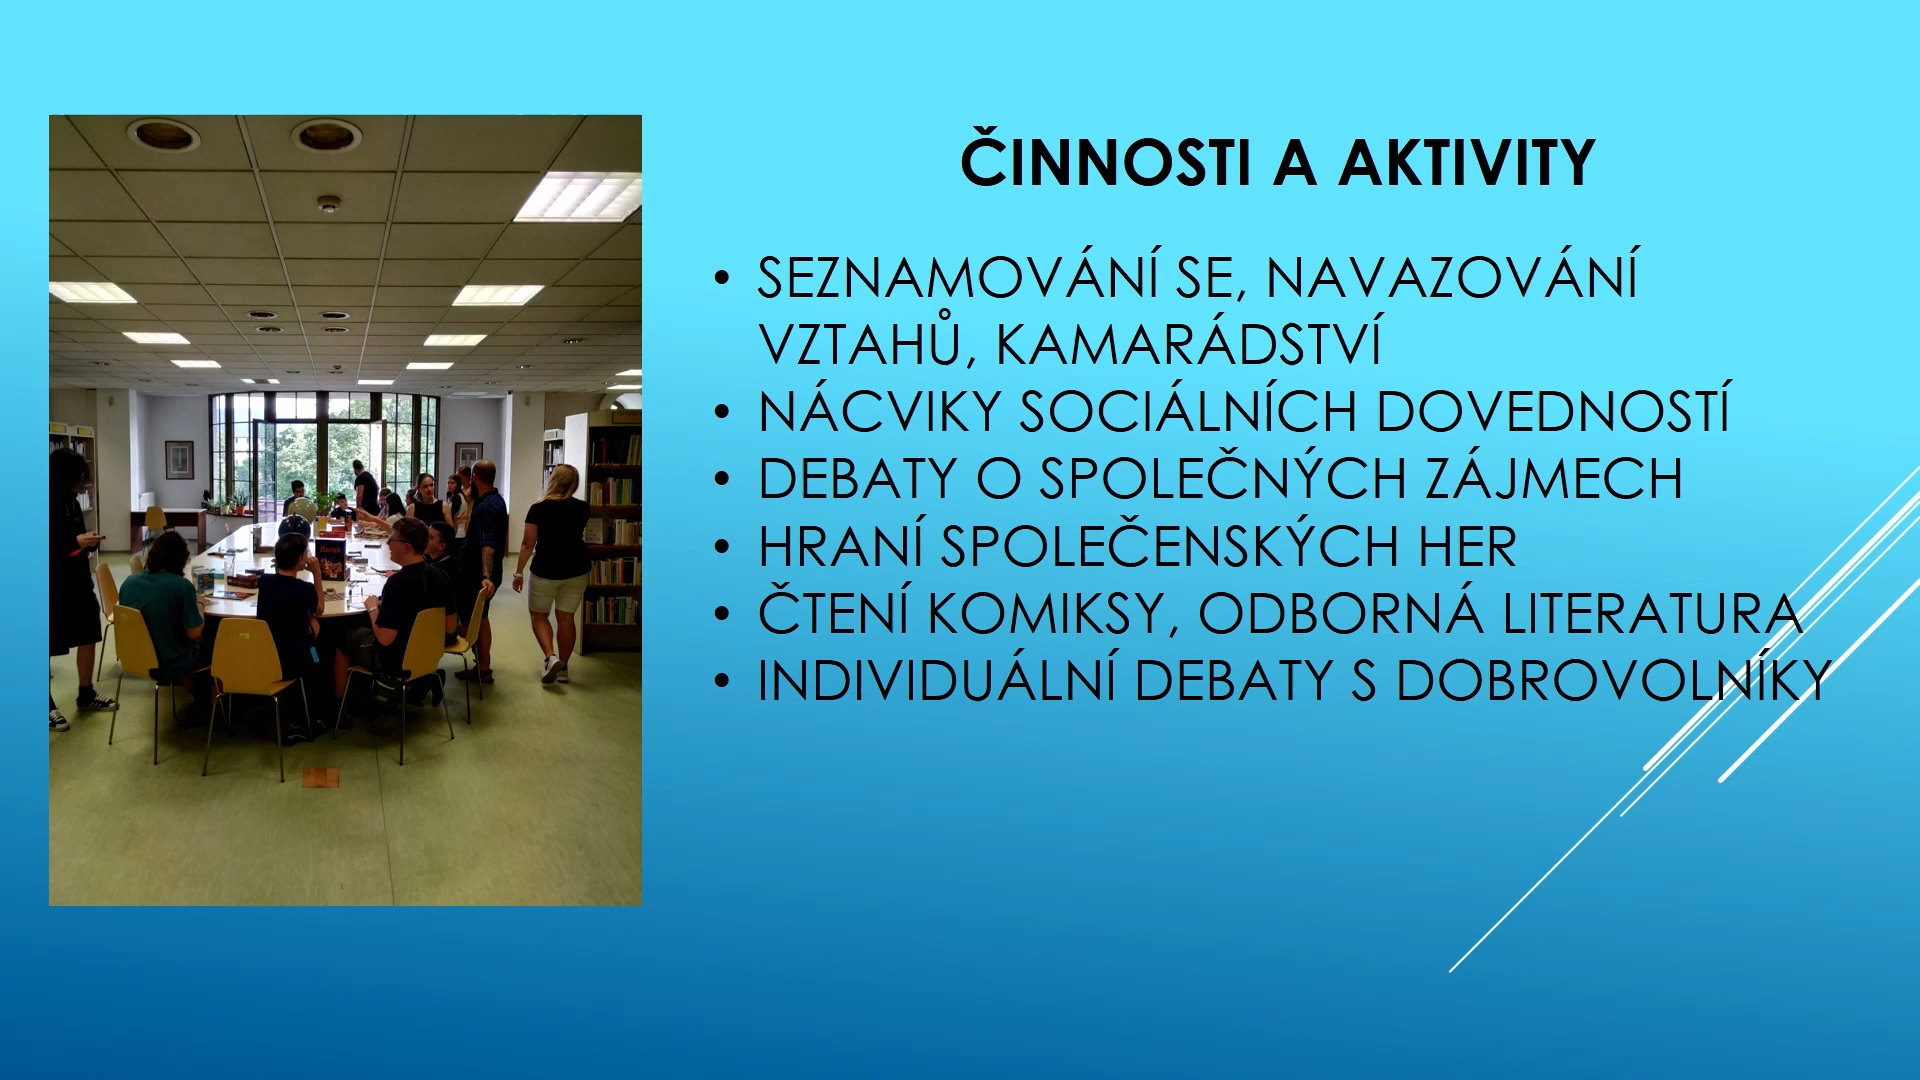 ČINNOSTI A AKTIVITY
• SEZNAMOVÁNÍ SE, NAVAZOVÁNÍ
VZTAHŮ, KAMARÁDSTVÍ
• NÁCVIKY SOCIÁLNÍCH DOVEDNOSTÍ
• DEBATY O SPOLEČNÝCH ZÁJMECH
• HRANÍ SPOLEČENSKÝCH HER
• ČTENÍ KOMIKSY, ODBORNÁ LITERATURA
• INDIVIDUÁLNÍ DEBATY S DOBROVOLNÍKY